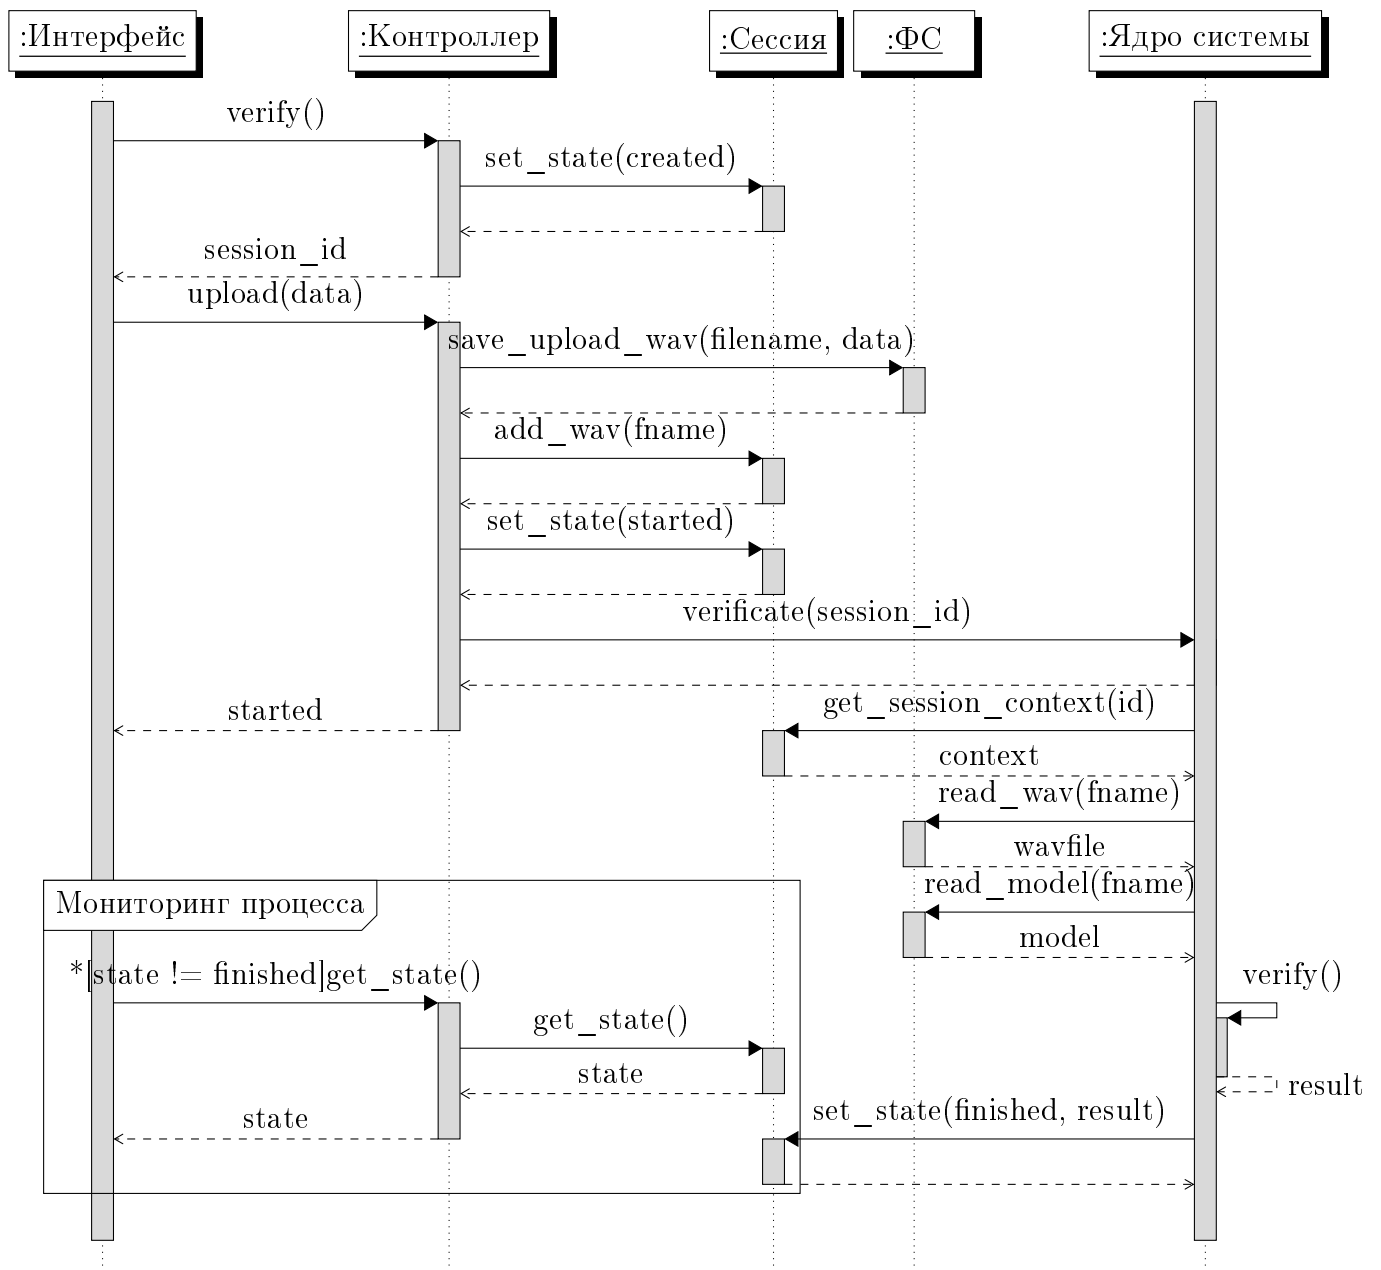 :Интерфейс
:Контроллер
:Сессия
:ФС
:Ядро системы
verify()
set_state(created)
session_id
upload(data)
save_upload_wav(filename, data)
add_wav(fname)
set_state(started)
verificate(session_id)
get_session_context(id)
started
context
read_wav(fname)
wavfile
read_model(fname)
Мониторинг процесса
model
*[state != finished]get_state()
verify()
get_state()
state
result
set_state(finished, result)
state